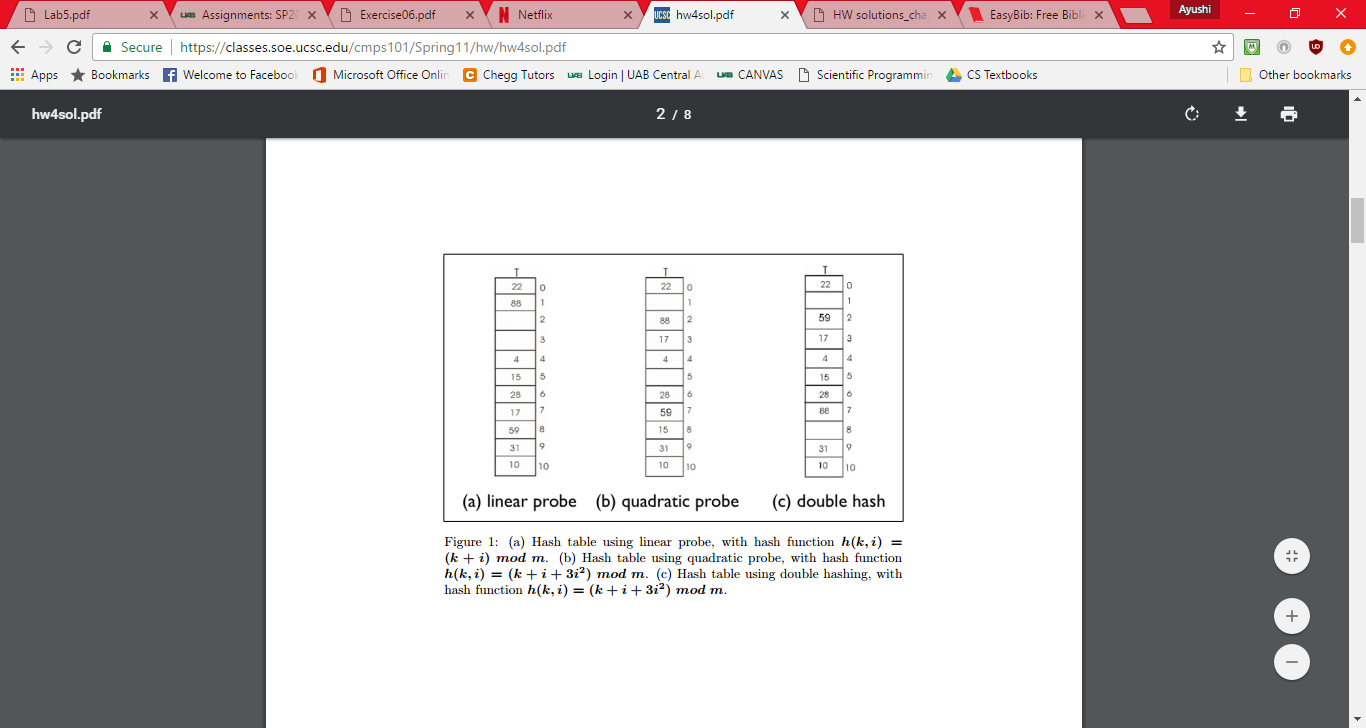 Lab5.pdf
Assignments: SP2
Exercise06.pdf
Netflix
UCSC hw4sol.pdf
HW solutions_cha
EasyBib: Free Bibl
Ayushi
Secure https://classes.soe.ucsc.edu/cmps101/Spring11/hw/hw4sol.pdf
Apps Bookmarks Welcome to Facebook Microsoft Office Onlin Chegg Tutors UAB Login | UAB Central A UAB CANVAS Scientific Programmin CS Textbooks Other bookmarks
hw4sol.pdf 2 / 8
T
22 0
88 1
2
3
4 4
15 5
28 6
17 7
59 8
31 9
10 10
(a) linear probe
T
22 0
1
88 2
17 3
4 4
5
28 6
59 7
15 8
31 9
10 10
(b) quadratic probe
T
22 0
1
59 2
17 3
4 4
15 5
28 6
88 7
8
31 9
10 10
(c) double hash
Figure 1: (a) Hash table using linear probe, with hash function h(k, i) =
(k + i) mod m. (b) Hash table using quadratic probe, with hash function
h(k, i) = (k + i + 3i²) mod m. (c) Hash table using double hashing, with
hash function h(k, i) = (k + i + 3i²) mod m.